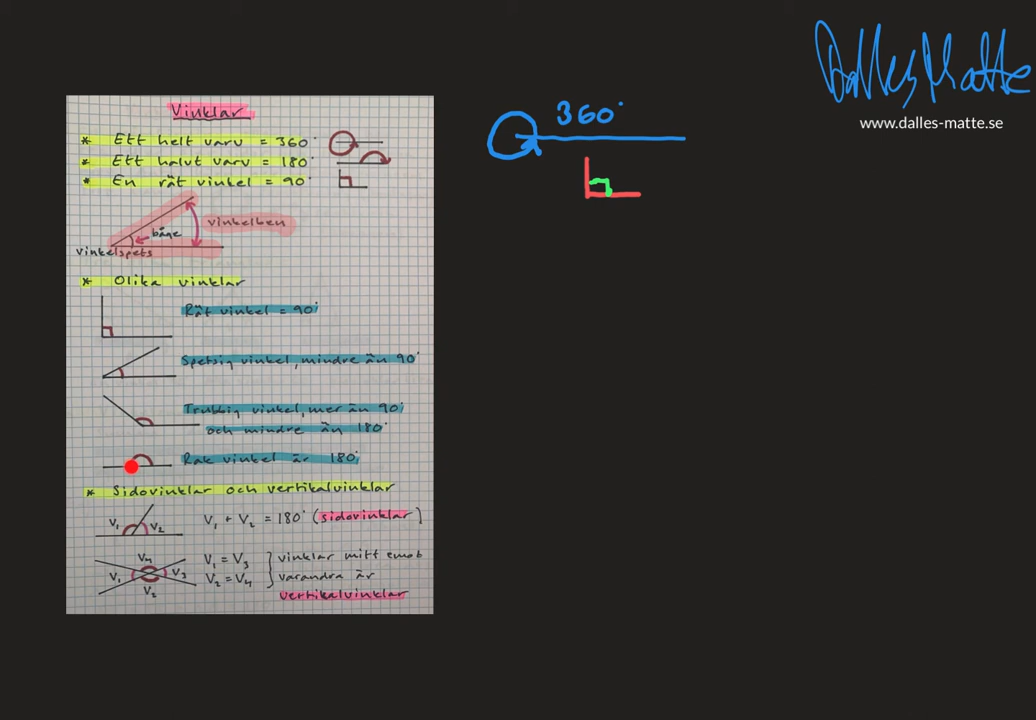 Dalles Matte
www.dalles-matte.se
360°
Vinklar
* Ett helt varv = 360°
* Ett halvt varv = 180°
* En rät vinkel = 90°
vinkelben
båge
vinkelspets
* Olika vinklar
Rät vinkel = 90°
Spetsig vinkel, mindre än 90°
Trubbig vinkel, mer än 90°
och mindre än 180°
Rak vinkel är 180°
* Sidovinklar och vertikalvinklar
V₁ V₂ V₁ + V₂ = 180° (sidovinklar)
V₄
V₁ V₃ V₁ = V₃ vinklar mitt emot
V₂ V₂ = V₄ varandra är
vertikalvinklar